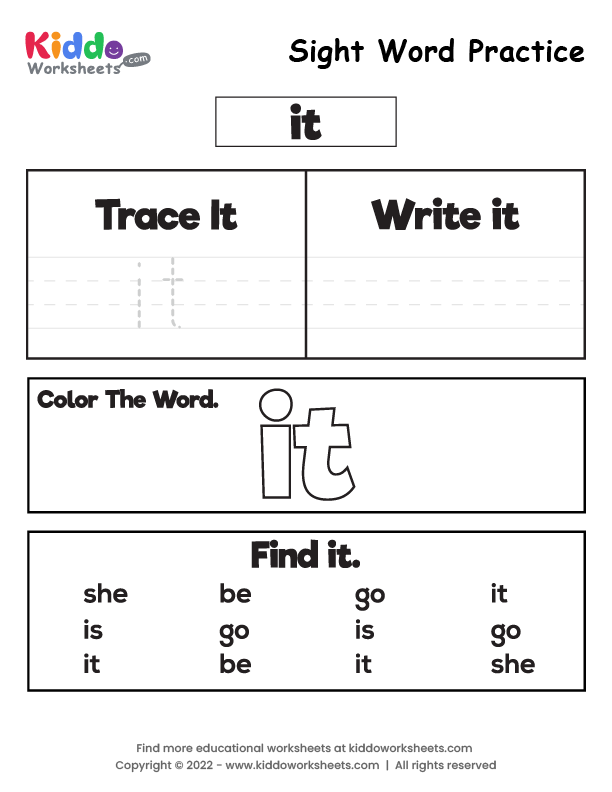 Kiddo
Worksheets .com
Sight Word Practice
it
Trace It
Write it
it
Color The Word.
it
Find it.
she be go it
is go is go
it be it she
Find more educational worksheets at kiddoworksheets.com
Copyright © 2022 - www.kiddoworksheets.com | All rights reserved